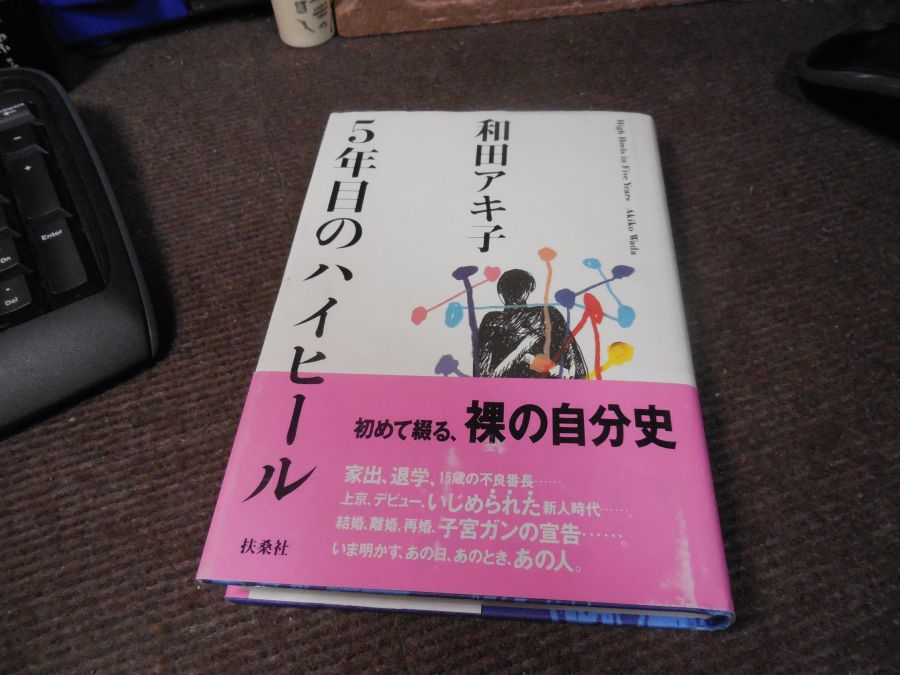 High Heels in Five Years Akiko Wada
和田アキ子
5年目のハイヒール
初めて綴る、裸の自分史
家出、退学、15歳の不良番長……。
上京、デビュー、いじめられた新人時代……。
結婚、離婚、再婚、子宮ガンの宣告……。
いま明かす、あの日、あのとき、あの人。
扶桑社
+
Enter
Del